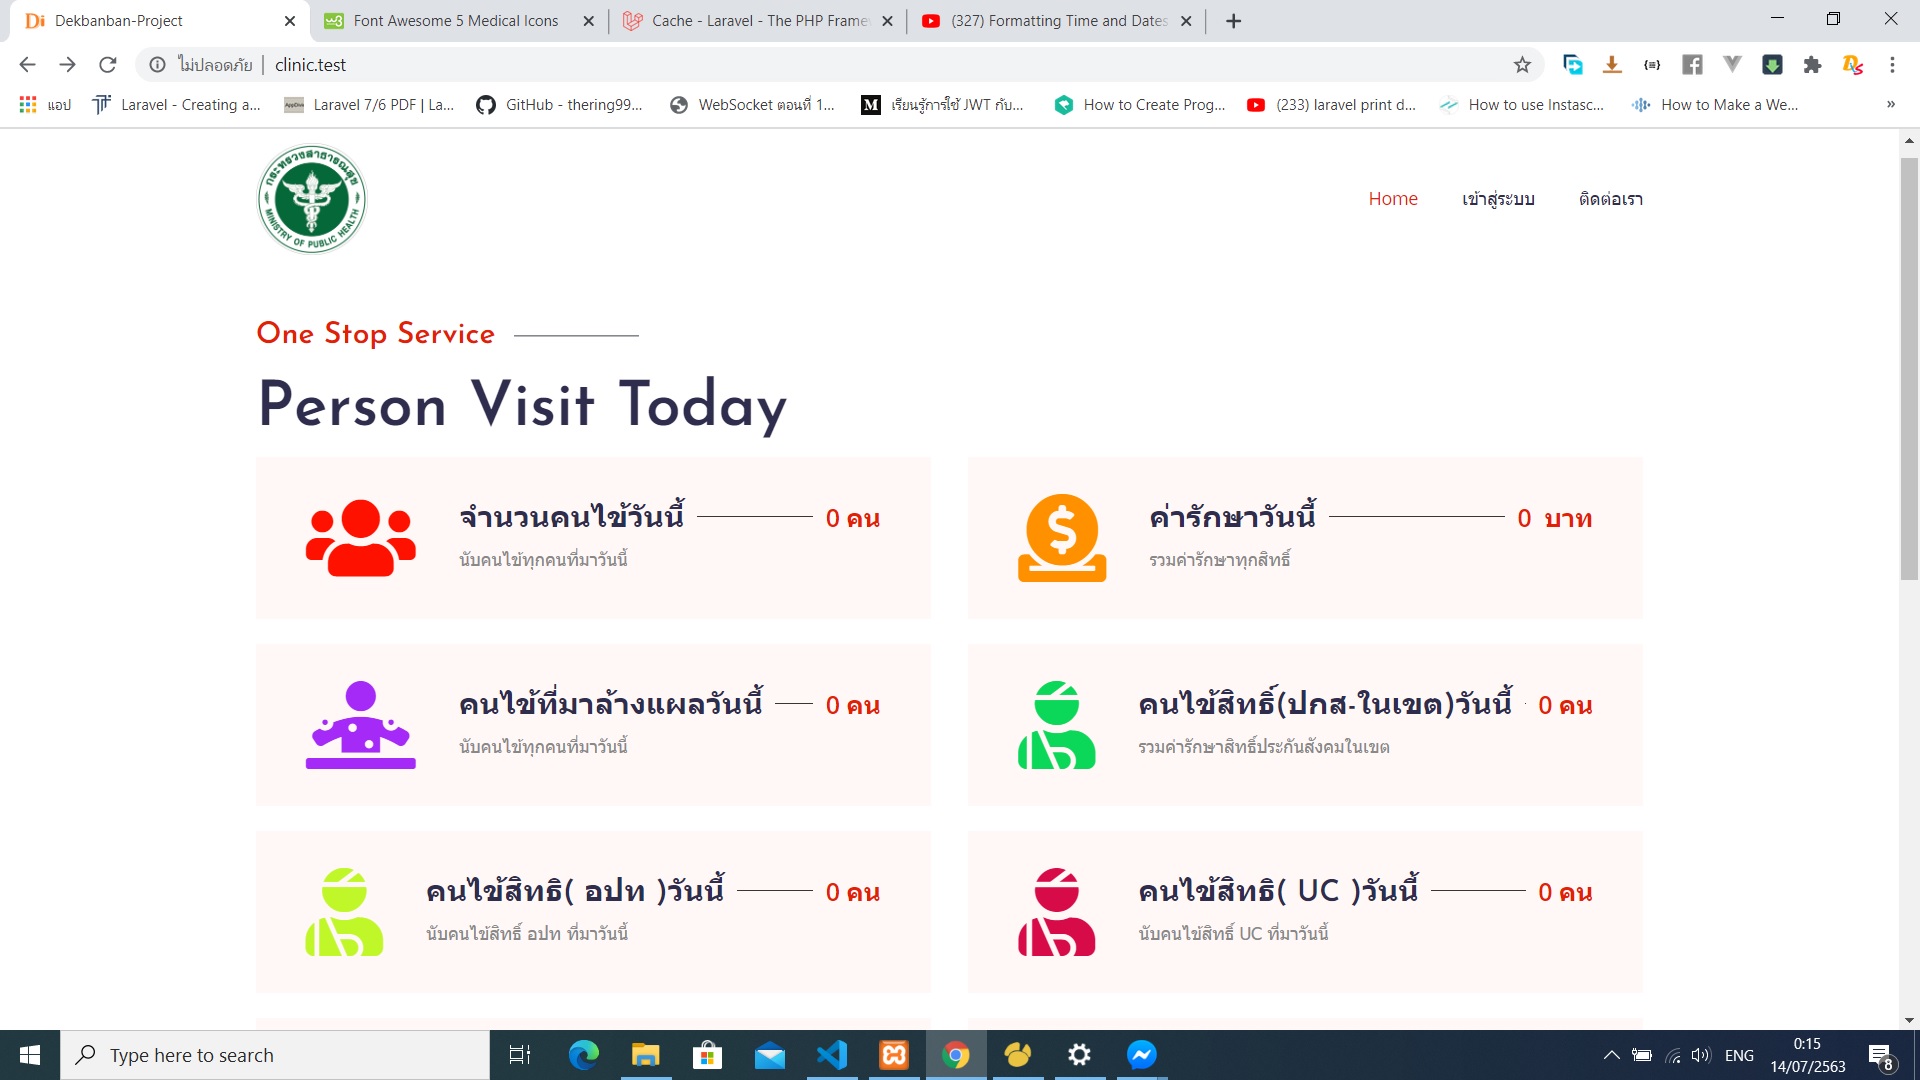 Dekbanban-Project
Font Awesome 5 Medical Icons
Cache - Laravel - The PHP Frame
(327) Formatting Time and Dates
ไม่ปลอดภัย | clinic.test
แอป
Laravel - Creating a...
Laravel 7/6 PDF | La...
GitHub - thering99...
WebSocket ตอนที่ 1...
เรียนรู้การใช้ JWT กับ...
How to Create Prog...
(233) laravel print d...
How to use Instasc...
How to Make a We...
กระทรวงสาธารณสุข
MINISTRY OF PUBLIC HEALTH
Home
เข้าสู่ระบบ
ติดต่อเรา
One Stop Service
Person Visit Today
จำนวนคนไข้วันนี้ 0 คน
นับคนไข้ทุกคนที่มาวันนี้
ค่ารักษาวันนี้ 0 บาท
รวมค่ารักษาทุกสิทธิ์
คนไข้ที่มาล้างแผลวันนี้ 0 คน
นับคนไข้ทุกคนที่มาวันนี้
คนไข้สิทธิ์(ปกส-ในเขต)วันนี้ 0 คน
รวมค่ารักษาสิทธิ์ประกันสังคมในเขต
คนไข้สิทธิ( อปท )วันนี้ 0 คน
นับคนไข้สิทธิ์ อปท ที่มาวันนี้
คนไข้สิทธิ( UC )วันนี้ 0 คน
นับคนไข้สิทธิ์ UC ที่มาวันนี้
Type here to search
ENG
0:15
14/07/2563
8